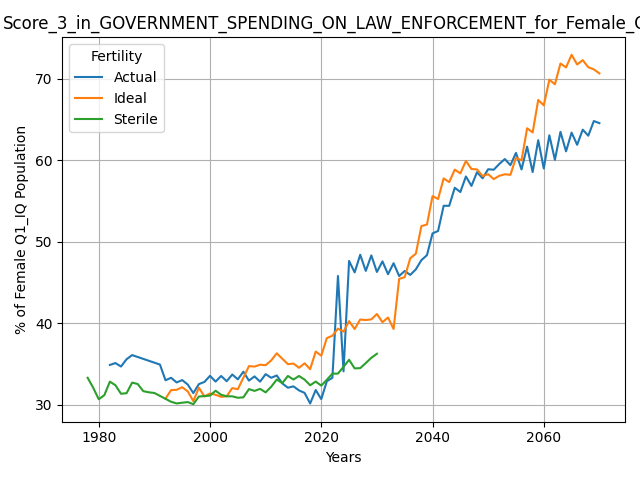 Score_3_in_GOVERNMENT_SPENDING_ON_LAW_ENFORCEMENT_for_Female_
Fertility
Actual
Ideal
Sterile
% of Female Q1_IQ Population
70
60
50
40
30
1980
2000
2020
2040
2060
Years